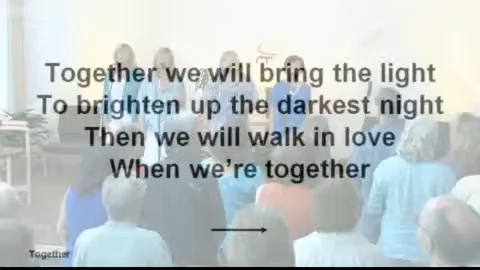 Together we will bring the light
To brighten up the darkest night
Then we will walk in love
When we're together
Together